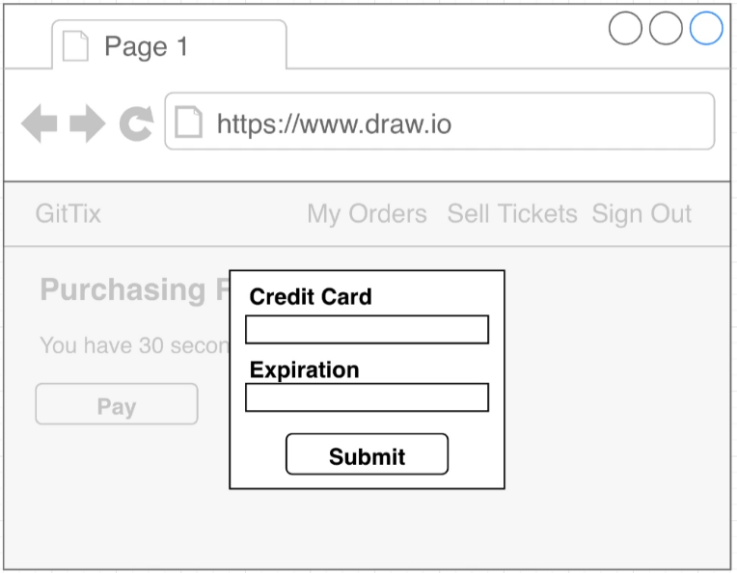 Page 1
https://www.draw.io
GitTix My Orders Sell Tickets Sign Out
Purchasing
You have 30
Pay
Credit Card
Expiration
Submit